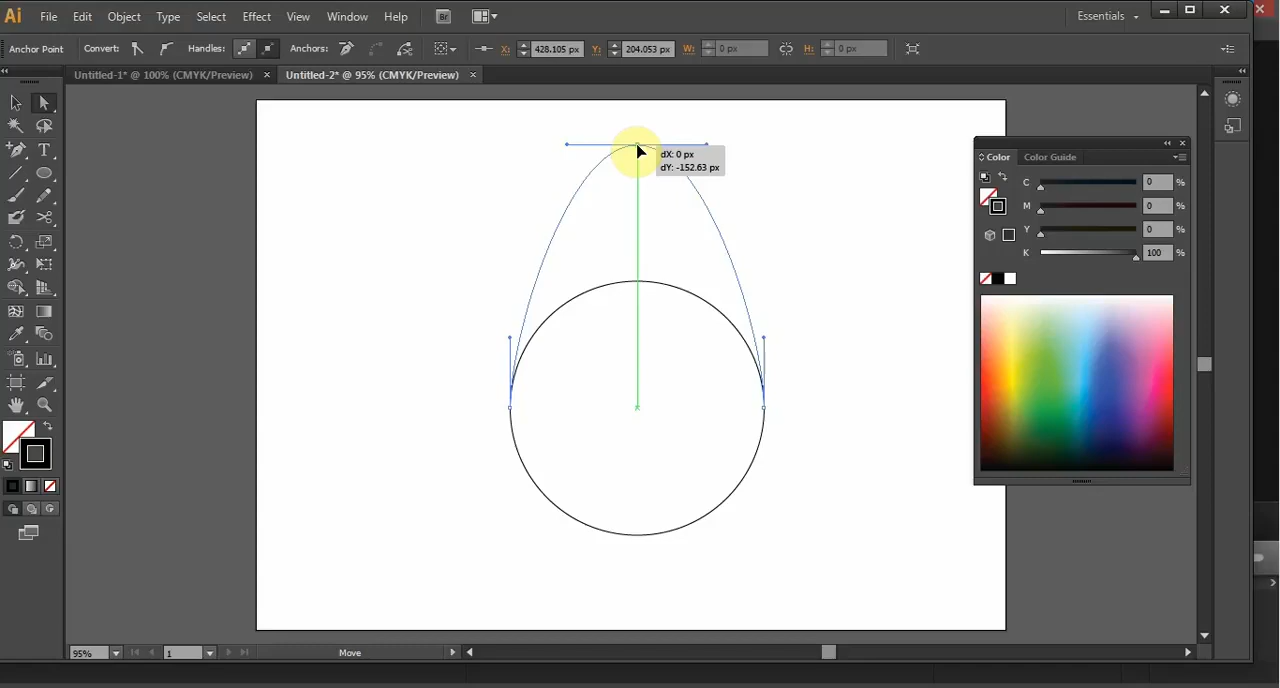 Ai File Edit Object Type Select Effect View Window Help Br Essentials
Anchor Point Convert: Handles: Anchors: X: 428.105 px Y: 204.053 px W: 0 px H: 0 px
Untitled-1* @ 100% (CMYK/Preview) × Untitled-2* @ 95% (CMYK/Preview) ×
dX: 0 px
dY: -152.63 px
Color Color Guide
C 0 %
M 0 %
Y 0 %
K 100 %
T
95% 1 Move